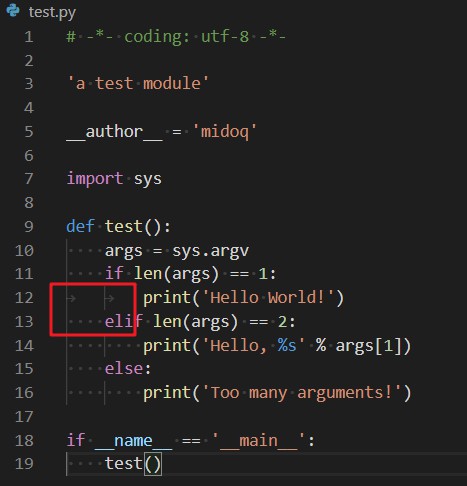 test.py
1 # -*- coding: utf-8 -*-
2
3 'a test module'
4
5 __author__ = 'midoq'
6
7 import sys
8
9 def test():
10     args = sys.argv
11     if len(args) == 1:
12         print('Hello World!')
13     elif len(args) == 2:
14         print('Hello, %s' % args[1])
15     else:
16         print('Too many arguments!')
17
18 if __name__ == '__main__':
19     test()